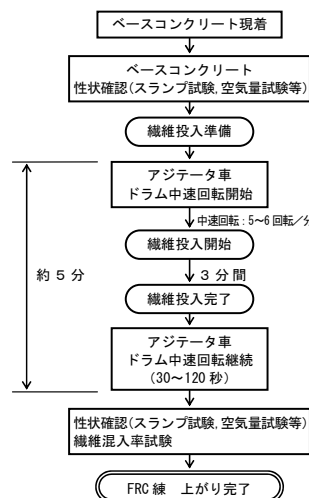 ベースコンクリート現着
ベースコンクリート
性状確認(スランプ試験,空気量試験等)
繊維投入準備
アジテータ車
ドラム中速回転開始
中速回転:5~6回転/分
繊維投入開始
約5分
3分間
繊維投入完了
アジテータ車
ドラム中速回転継続
(30~120秒)
性状確認(スランプ試験,空気量試験等)
繊維混入率試験
FRC練 上がり完了